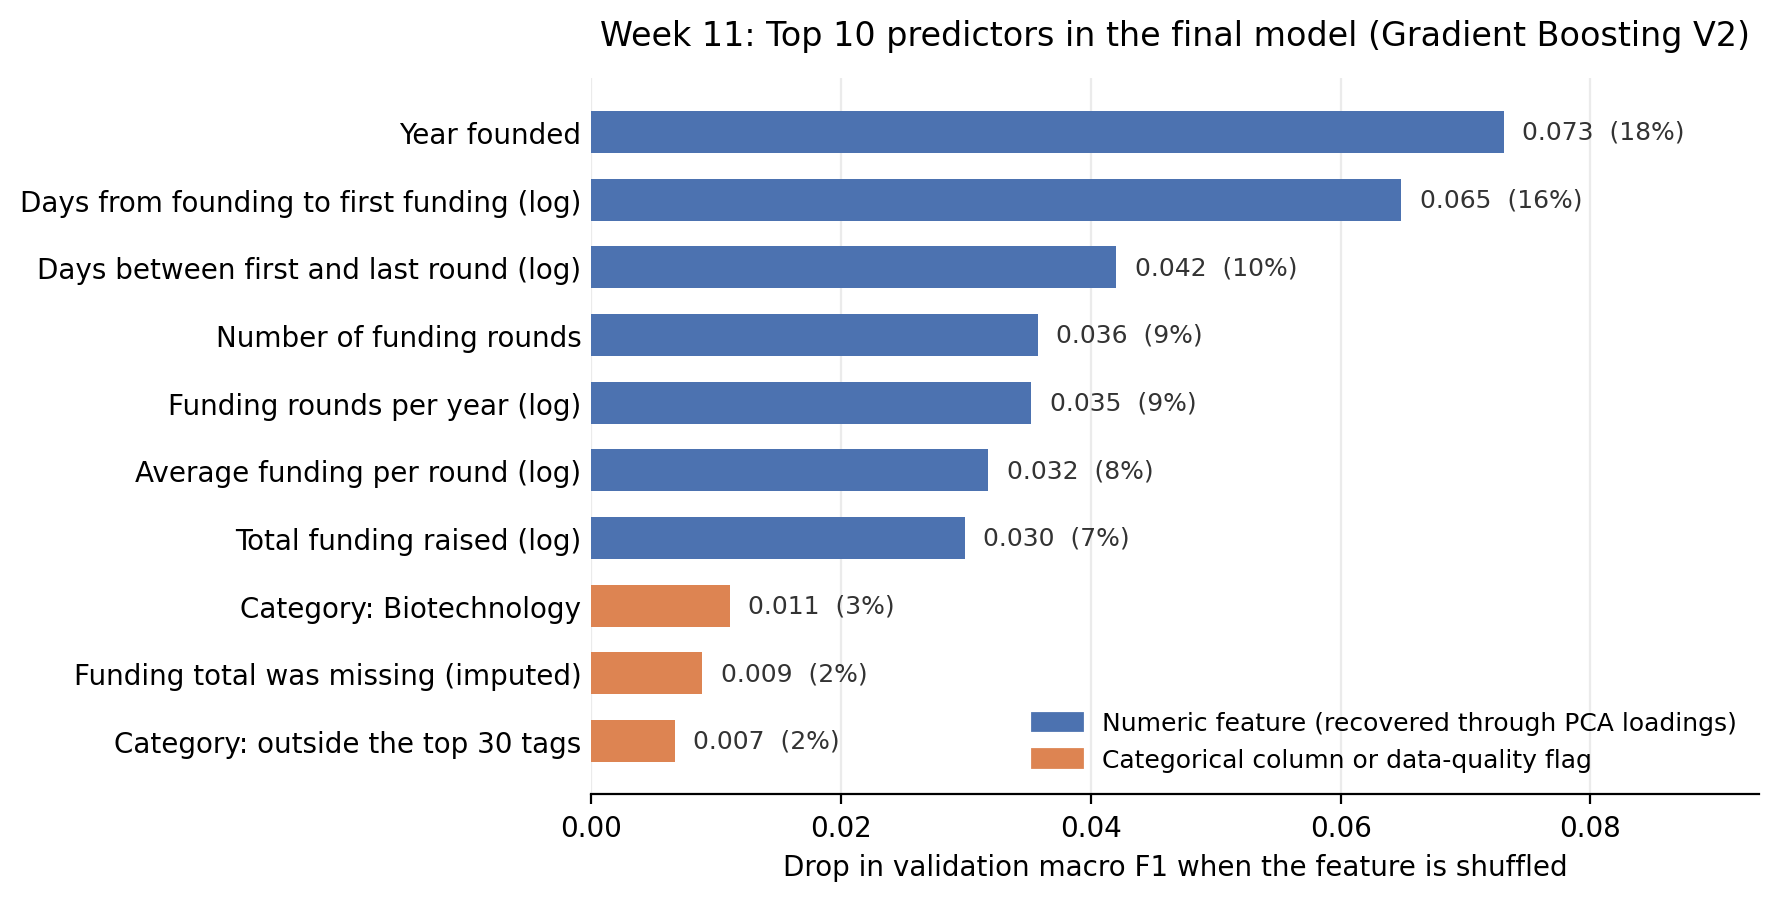 Week 11: Top 10 predictors in the final model (Gradient Boosting V2)
Year founded 0.073 (18%)
Days from founding to first funding (log) 0.065 (16%)
Days between first and last round (log) 0.042 (10%)
Number of funding rounds 0.036 (9%)
Funding rounds per year (log) 0.035 (9%)
Average funding per round (log) 0.032 (8%)
Total funding raised (log) 0.030 (7%)
Category: Biotechnology 0.011 (3%)
Funding total was missing (imputed) 0.009 (2%)
Category: outside the top 30 tags 0.007 (2%)
Numeric feature (recovered through PCA loadings)
Categorical column or data-quality flag
0.00 0.02 0.04 0.06 0.08
Drop in validation macro F1 when the feature is shuffled